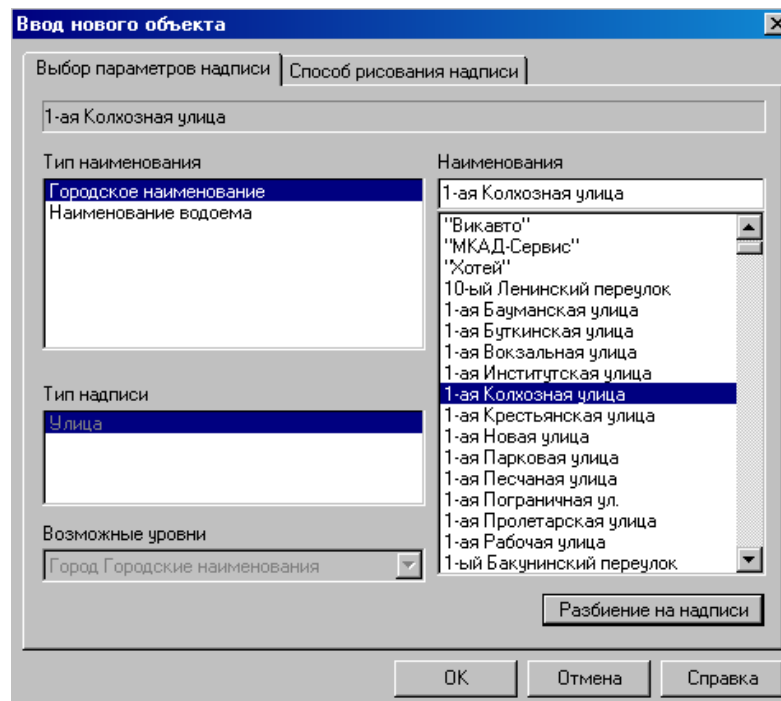 Ввод нового объекта
Выбор параметров надписи
Способ рисования надписи
1-ая Колхозная улица
Тип наименования
Городское наименование
Наименование водоема
Тип надписи
Улица
Возможные уровни
Город Городские наименования
Наименования
1-ая Колхозная улица
"Викавто"
"МКАД-Сервис"
"Хотей"
10-ый Ленинский переулок
1-ая Бауманская улица
1-ая Буткинская улица
1-ая Вокзальная улица
1-ая Институтская улица
1-ая Колхозная улица
1-ая Крестьянская улица
1-ая Новая улица
1-ая Парковая улица
1-ая Песчаная улица
1-ая Пограничная ул.
1-ая Пролетарская улица
1-ая Рабочая улица
1-ый Бакунинский переулок
Разбиение на надписи
OK
Отмена
Справка